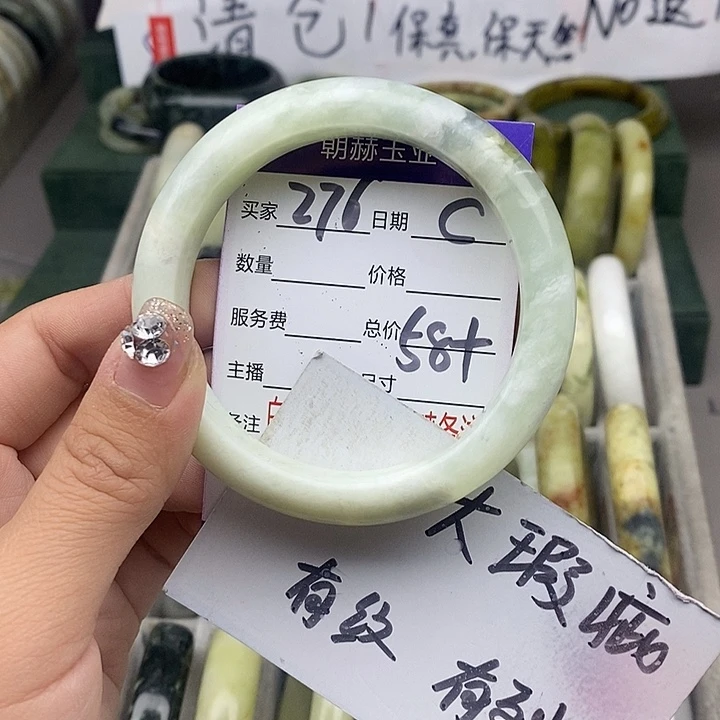 清仓!保真.保天然 No退
朝赫玉业
买家 276 日期 C
数量 价格
服务费 总价 58+
主播 尺寸
备注
大瑕疵
有纹
有